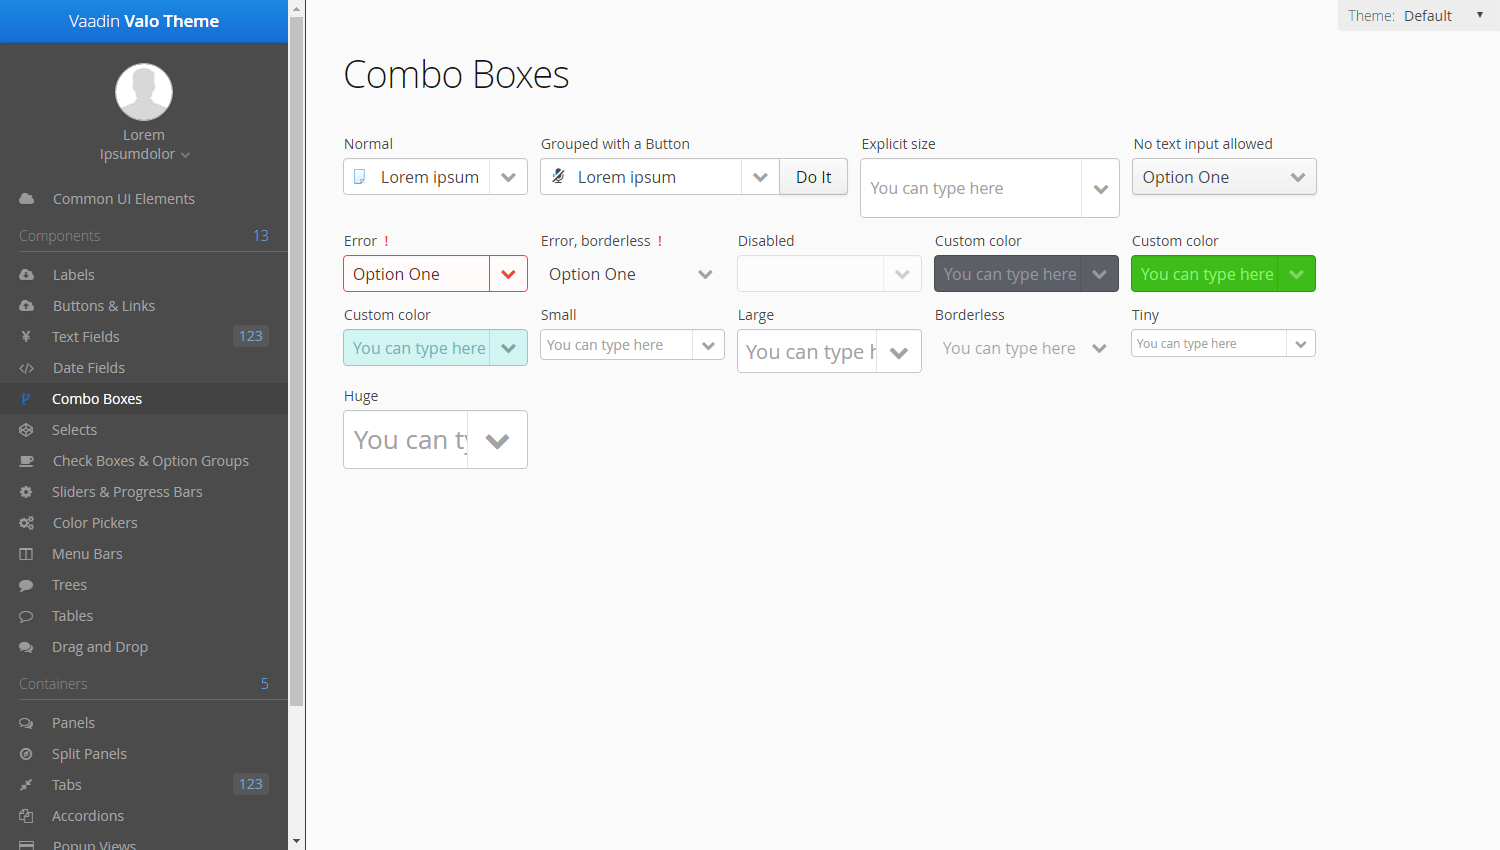 Vaadin Valo Theme
Lorem
Ipsumdolor
Common UI Elements
Components 13
Labels
Buttons & Links
Text Fields 123
Date Fields
Combo Boxes
Selects
Check Boxes & Option Groups
Sliders & Progress Bars
Color Pickers
Menu Bars
Trees
Tables
Drag and Drop
Containers 5
Panels
Split Panels
Tabs 123
Accordions
Popup Views
Theme: Default
Combo Boxes
Normal Grouped with a Button Explicit size No text input allowed
Lorem ipsum Lorem ipsum Do It You can type here Option One
Error ! Error, borderless ! Disabled Custom color Custom color
Option One Option One You can type here You can type here
Custom color Small Large Borderless Tiny
You can type here You can type here You can type h You can type here You can type here
Huge
You can ty